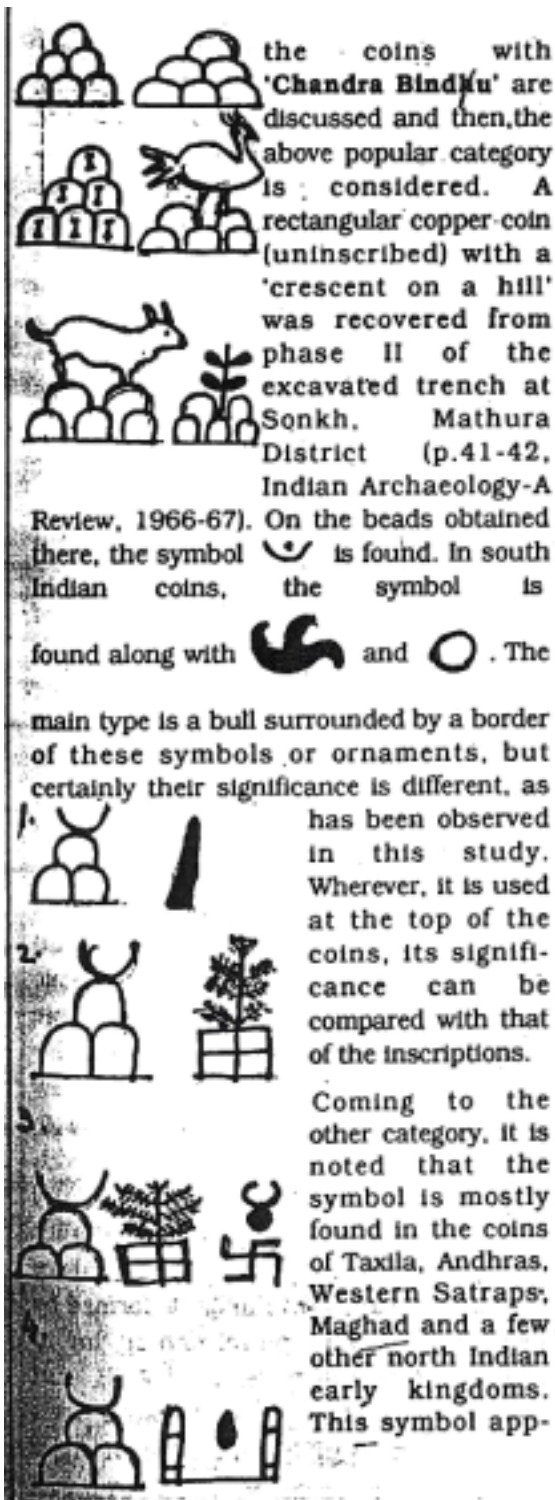 the coins with
'Chandra Bindhu' are
discussed and then,the
above popular category
is considered. A
rectangular copper coin
(uninscribed) with a
'crescent on a hill'
was recovered from
phase II of the
excavated trench at
Sonkh, Mathura
District (p.41-42,
Indian Archaeology-A
Review, 1966-67). On the beads obtained
there, the symbol is found. In south
Indian coins, the symbol is
found along with and . The
main type is a bull surrounded by a border
of these symbols or ornaments, but
certainly their significance is different, as
1.
has been observed
in this study.
Wherever, it is used
at the top of the
2.
coins, its signifi-
cance can be
compared with that
of the inscriptions.
3.
Coming to the
other category, it is
noted that the
symbol is mostly
found in the coins
of Taxila, Andhras,
Western Satraps,
4.
Maghad and a few
other north Indian
early kingdoms.
This symbol app-